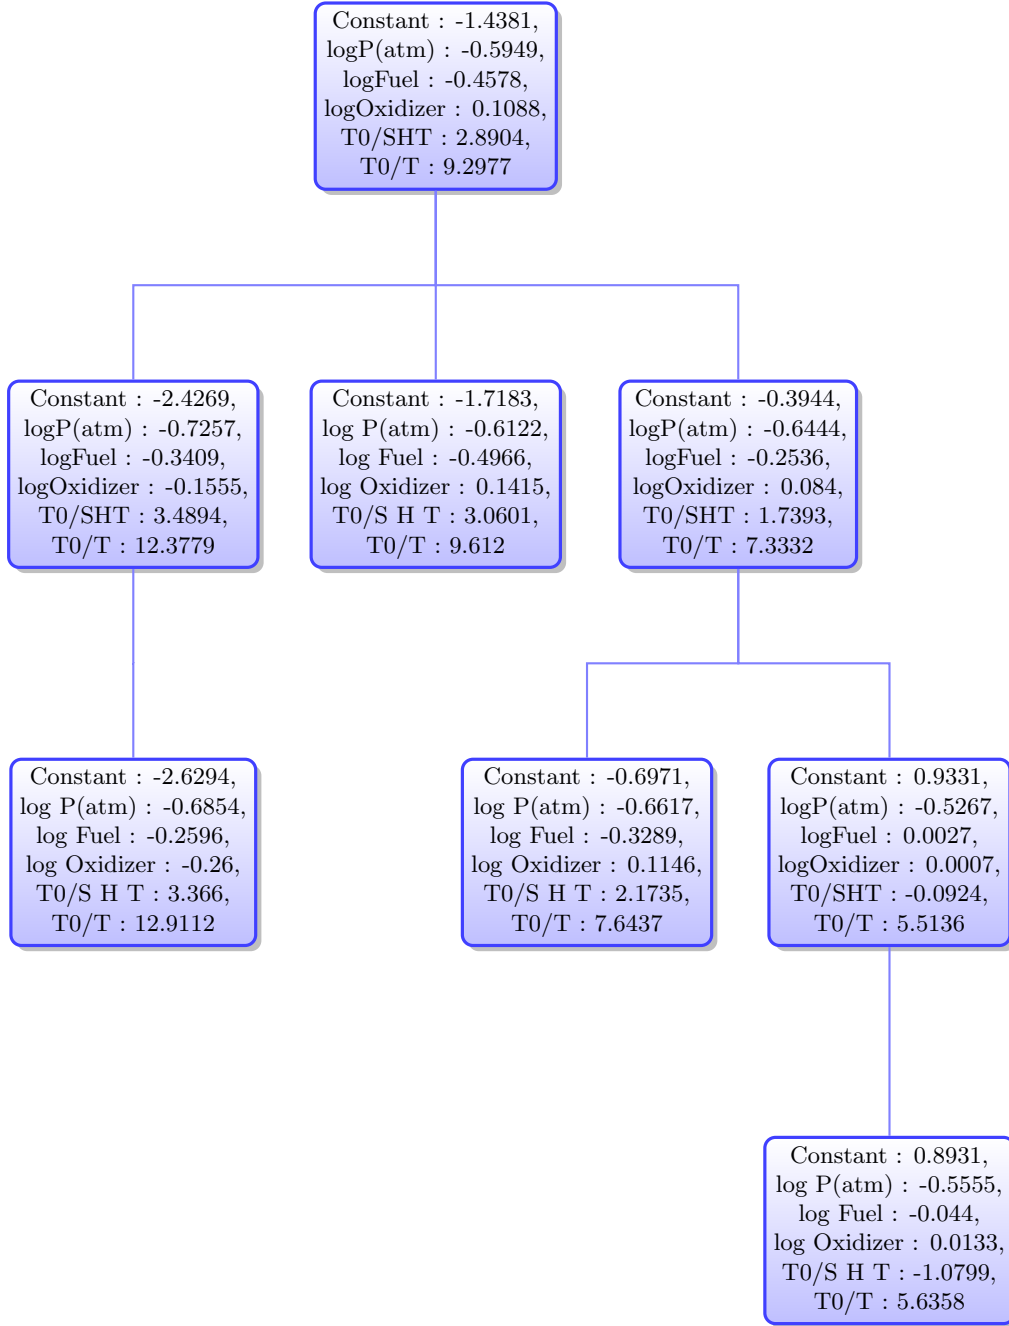 Constant : -1.4381,
logP(atm) : -0.5949,
logFuel : -0.4578,
logOxidizer : 0.1088,
T0/SHT : 2.8904,
T0/T : 9.2977
Constant : -2.4269,
logP(atm) : -0.7257,
logFuel : -0.3409,
logOxidizer : -0.1555,
T0/SHT : 3.4894,
T0/T : 12.3779
Constant : -1.7183,
log P(atm) : -0.6122,
log Fuel : -0.4966,
log Oxidizer : 0.1415,
T0/S H T : 3.0601,
T0/T : 9.612
Constant : -0.3944,
logP(atm) : -0.6444,
logFuel : -0.2536,
logOxidizer : 0.084,
T0/SHT : 1.7393,
T0/T : 7.3332
Constant : -2.6294,
log P(atm) : -0.6854,
log Fuel : -0.2596,
log Oxidizer : -0.26,
T0/S H T : 3.366,
T0/T : 12.9112
Constant : -0.6971,
log P(atm) : -0.6617,
log Fuel : -0.3289,
log Oxidizer : 0.1146,
T0/S H T : 2.1735,
T0/T : 7.6437
Constant : 0.9331,
logP(atm) : -0.5267,
logFuel : 0.0027,
logOxidizer : 0.0007,
T0/SHT : -0.0924,
T0/T : 5.5136
Constant : 0.8931,
log P(atm) : -0.5555,
log Fuel : -0.044,
log Oxidizer : 0.0133,
T0/S H T : -1.0799,
T0/T : 5.6358